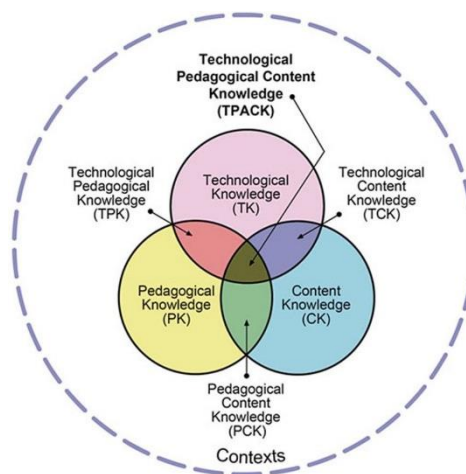 Technological
Pedagogical Content
Knowledge
(TPACK)
Technological
Pedagogical
Knowledge
(TPK)
Technological
Knowledge
(TK)
Technological
Content
Knowledge
(TCK)
Pedagogical
Knowledge
(PK)
Content
Knowledge
(CK)
Pedagogical
Content
Knowledge
(PCK)
Contexts